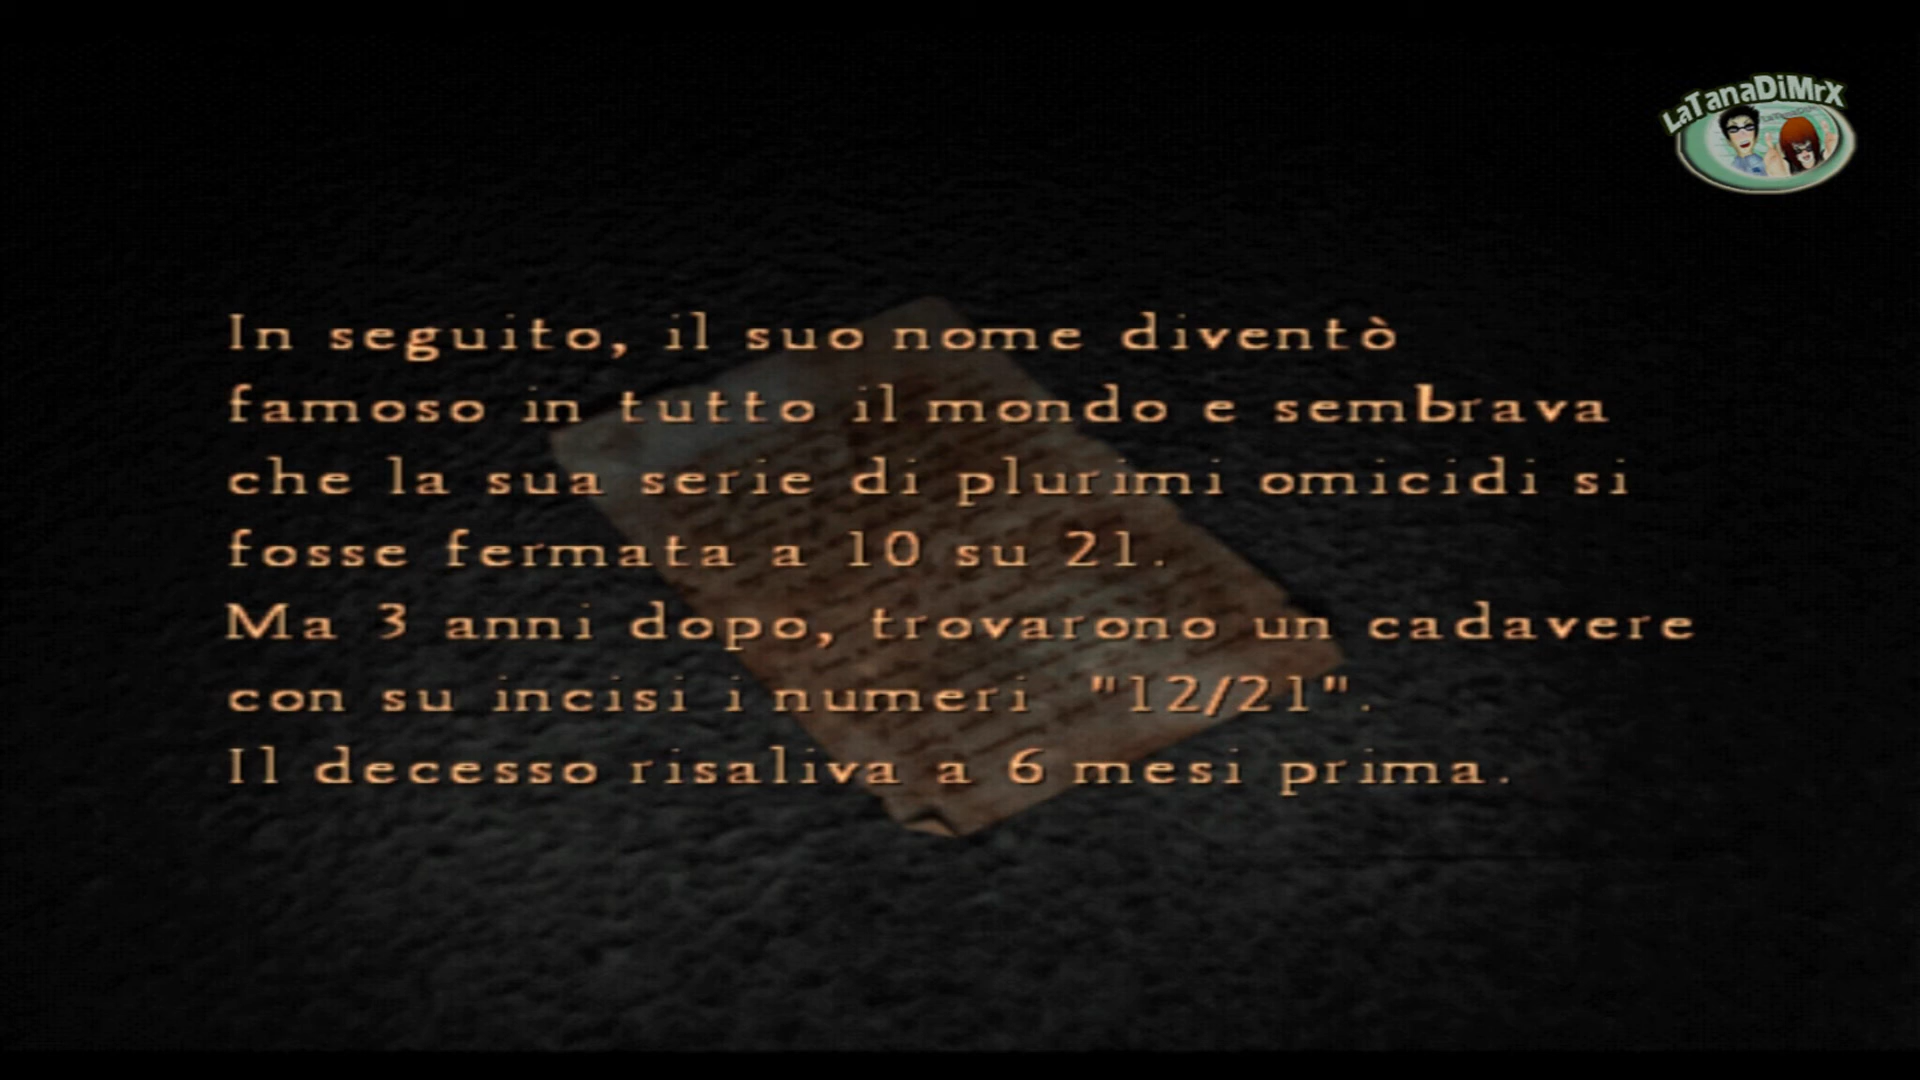 LaTanaDiMrX
In seguito, il suo nome diventò
famoso in tutto il mondo e sembrava
che la sua serie di plurimi omicidi si
fosse fermata a 10 su 21.
Ma 3 anni dopo, trovarono un cadavere
con su incisi i numeri "12/21".
Il decesso risaliva a 6 mesi prima.